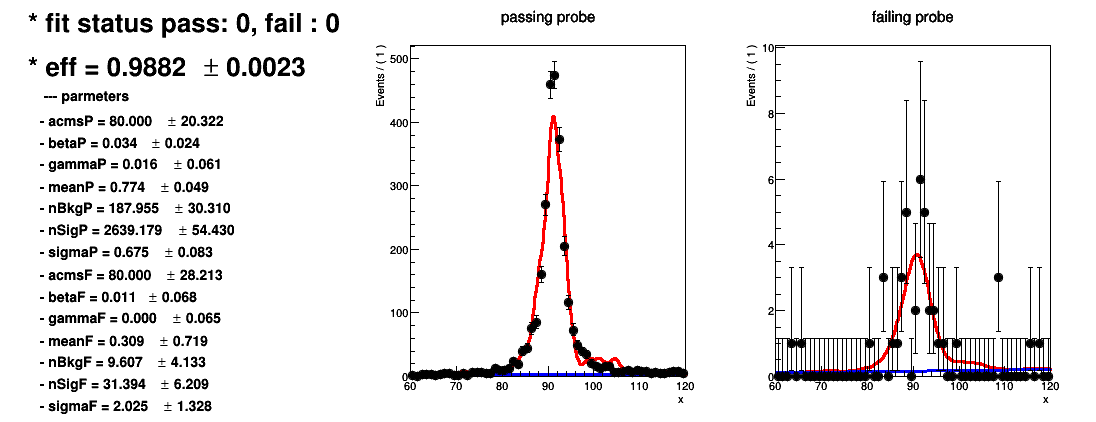 * fit status pass: 0, fail : 0
* eff = 0.9882 ± 0.0023
--- parmeters
- acmsP = 80.000 ± 20.322
- betaP = 0.034 ± 0.024
- gammaP = 0.016 ± 0.061
- meanP = 0.774 ± 0.049
- nBkgP = 187.955 ± 30.310
- nSigP = 2639.179 ± 54.430
- sigmaP = 0.675 ± 0.083
- acmsF = 80.000 ± 28.213
- betaF = 0.011 ± 0.068
- gammaF = 0.000 ± 0.065
- meanF = 0.309 ± 0.719
- nBkgF = 9.607 ± 4.133
- nSigF = 31.394 ± 6.209
- sigmaF = 2.025 ± 1.328
passing probe
Events / ( 1 )
500
400
300
200
100
0
60 70 80 90 100 110 120
x
failing probe
Events / ( 1 )
10
8
6
4
2
0
60 70 80 90 100 110 120
x